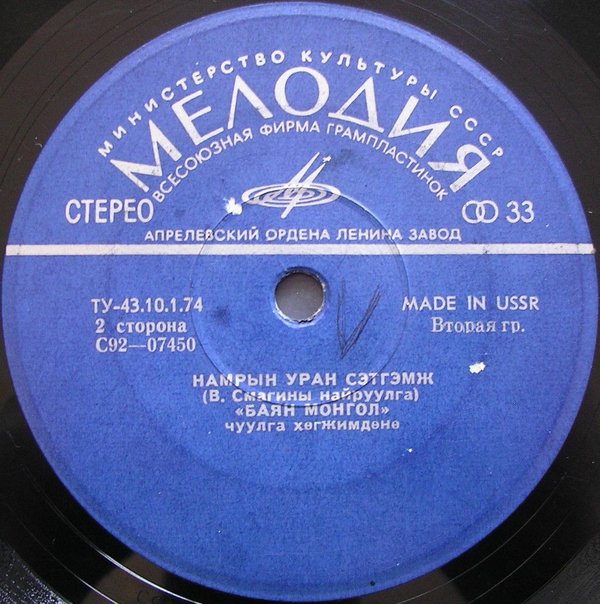 МИНИСТЕРСТВО КУЛЬТУРЫ СССР
МЕЛОДИЯ
ВСЕСОЮЗНАЯ ФИРМА ГРАМПЛАСТИНОК
СТЕРЕО
33
АПРЕЛЕВСКИЙ ОРДЕНА ЛЕНИНА ЗАВОД
ТУ-43.10.1.74
MADE IN USSR
2 сторона
Вторая гр.
С92—07450
НАМРЫН УРАН СЭТГЭМЖ
(В. Смагины найруулга)
«БАЯН МОНГОЛ»
чуулга хөгжимдөнө